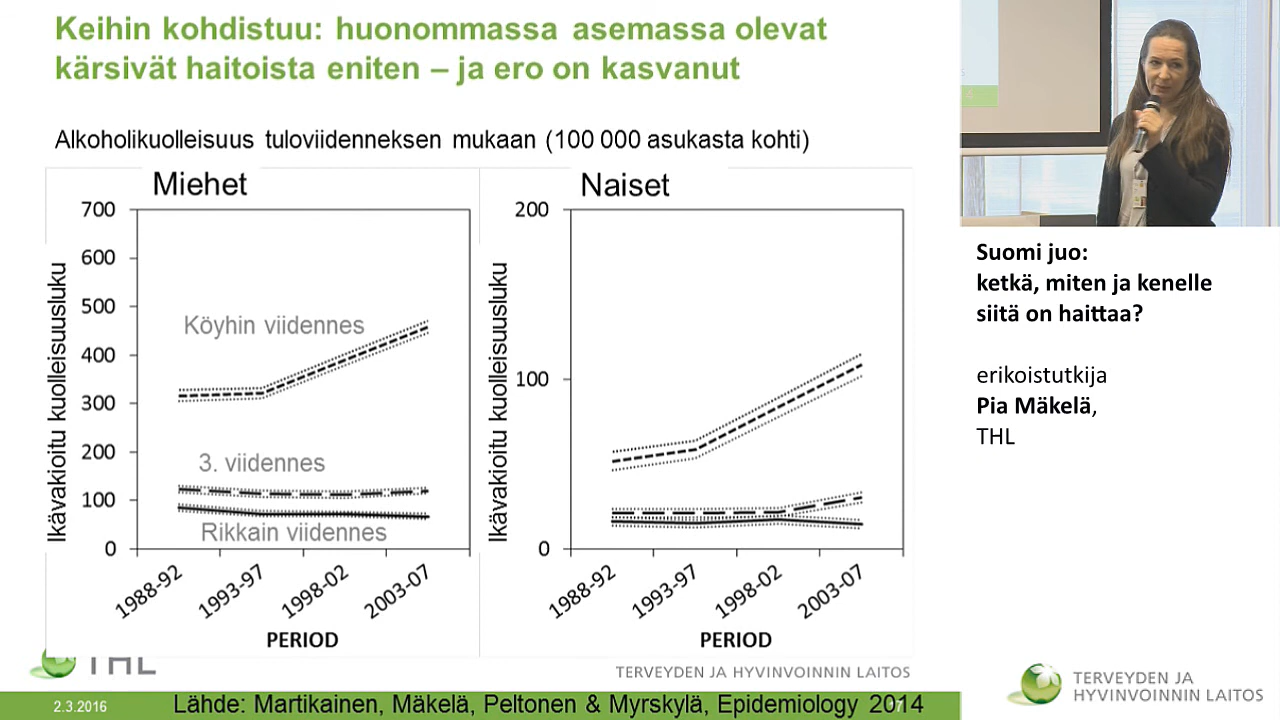 Keihin kohdistuu: huonommassa asemassa olevat
kärsivät haitoista eniten – ja ero on kasvanut
Alkoholikuolleisuus tuloviidenneksen mukaan (100 000 asukasta kohti)
Miehet
700
600
500
400
300
200
100
0
Ikävakioitu kuolleisuusluku
Köyhin viidennes
3. viidennes
Rikkain viidennes
1988-92
1993-97
1998-02
2003-07
PERIOD
Naiset
200
100
0
Ikävakioitu kuolleisuusluku
1988-92
1993-97
1998-02
2003-07
PERIOD
THL
TERVEYDEN JA HYVINVOINNIN LAITOS
2.3.2016
Lähde: Martikainen, Mäkelä, Peltonen & Myrskylä, Epidemiology 2014
Suomi juo:
ketkä, miten ja kenelle
siitä on haittaa?
erikoistutkija
Pia Mäkelä,
THL
TERVEYDEN JA
HYVINVOINNIN LAITOS